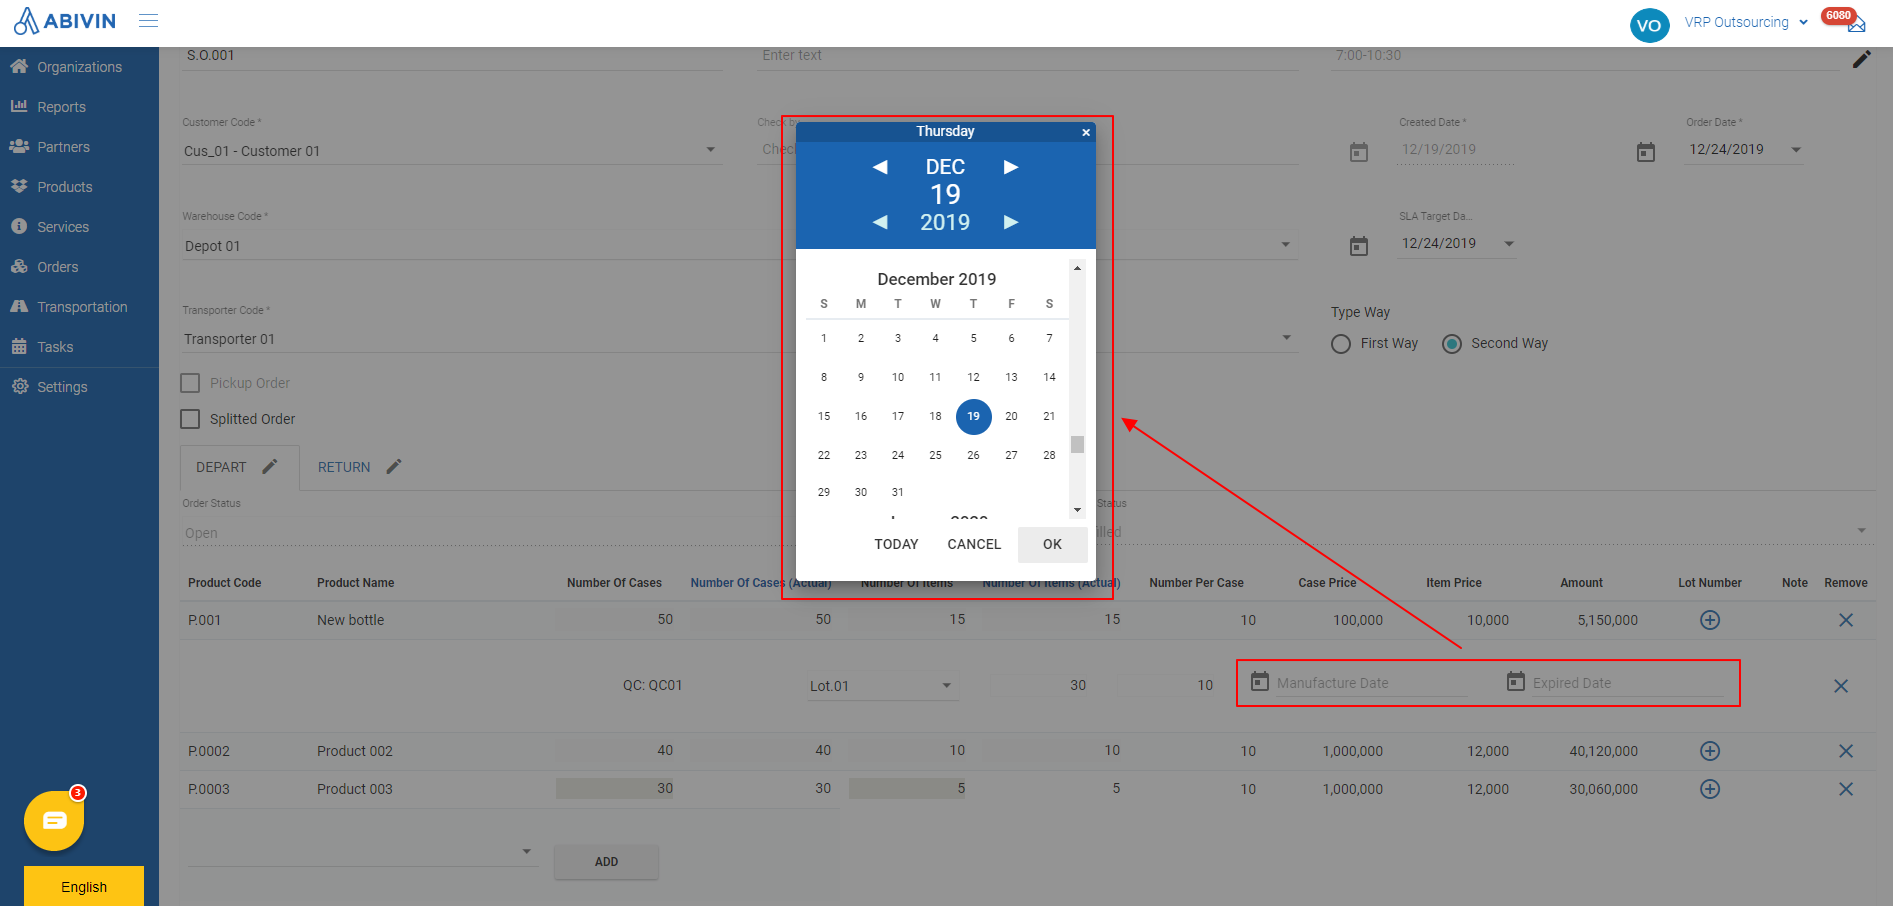 ABIVIN
VO
VRP Outsourcing
6080
Organizations
Reports
Partners
Products
Services
Orders
Transportation
Tasks
Settings
3
English
S.O.001
Enter text
7:00-10:30
Customer Code *
Cus_01 - Customer 01
Check by
Created Date *
12/19/2019
Order Date *
12/24/2019
Warehouse Code *
Depot 01
SLA Target Da...
12/24/2019
Transporter Code *
Transporter 01
Type Way
First Way
Second Way
Pickup Order
Splitted Order
DEPART
RETURN
Order Status
Open
Status
Thursday
×
DEC
19
2019
December 2019
S M T W T F S
1 2 3 4 5 6 7
8 9 10 11 12 13 14
15 16 17 18 19 20 21
22 23 24 25 26 27 28
29 30 31
TODAY CANCEL OK
Product Code Product Name Number Of Cases Number Of Cases (Actual) Number Of Items Number Of Items (Actual) Number Per Case Case Price Item Price Amount Lot Number Note Remove
P.001 New bottle 50 50 15 15 10 100,000 10,000 5,150,000
QC: QC01 Lot.01 30 10 Manufacture Date Expired Date
P.0002 Product 002 40 40 10 10 10 1,000,000 12,000 40,120,000
P.0003 Product 003 30 30 5 5 10 1,000,000 12,000 30,060,000
ADD